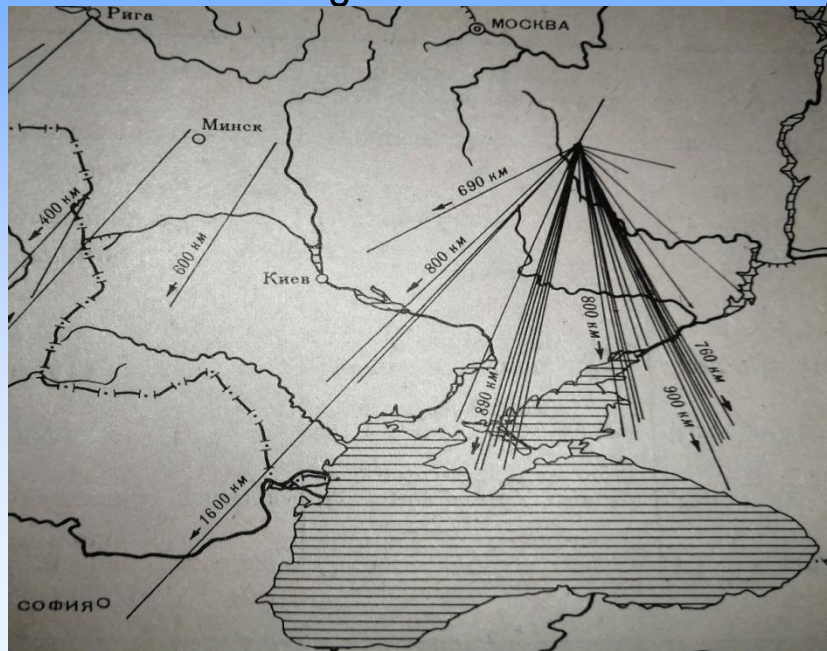 Рига
МОСКВА
Минск
690 км
400 км
600 км
800 км
Киев
800 км
760 км
890 км
900 км
1600 км
СОФИЯ